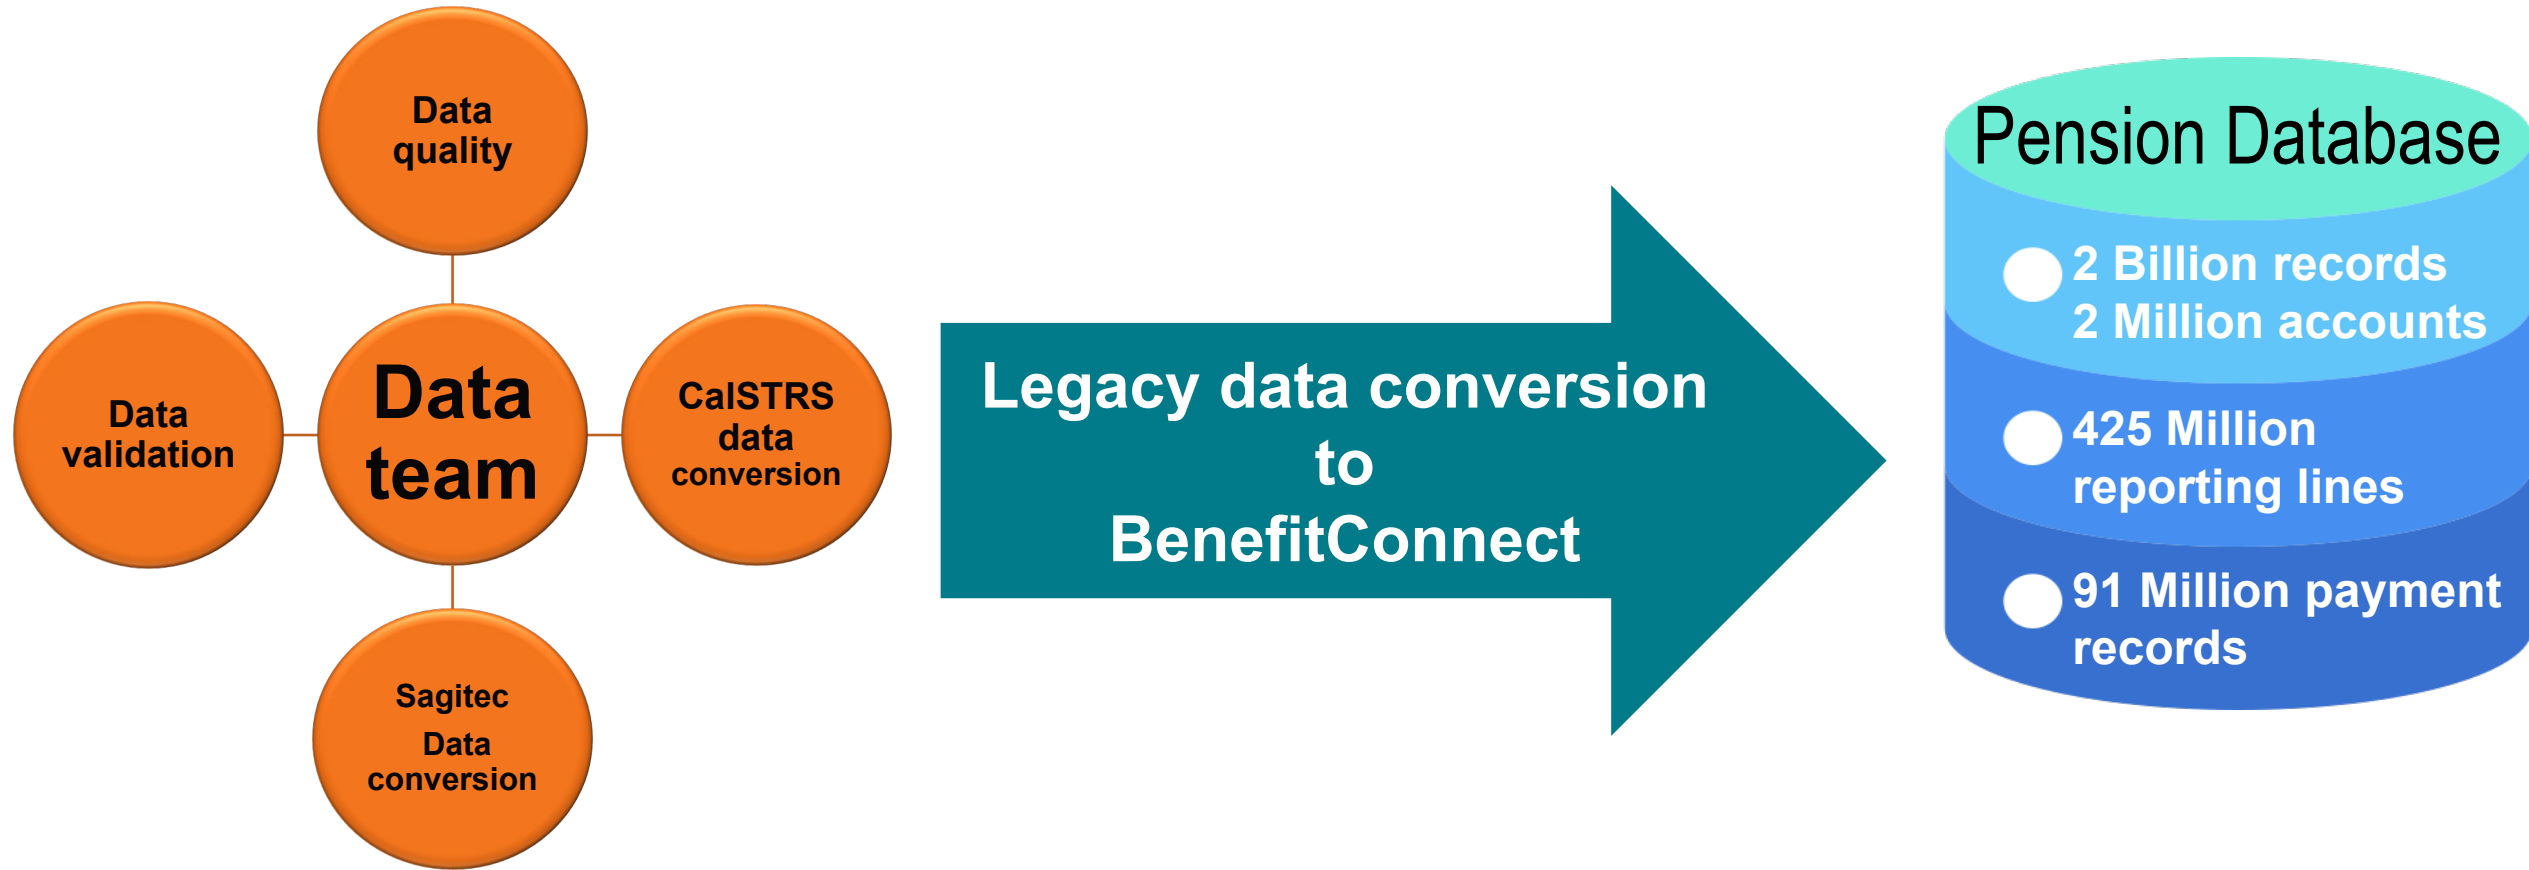 Data
quality
Data
validation
Data
team
CalSTRS
data
conversion
Sagitec
Data
conversion
Legacy data conversion
to
BenefitConnect
Pension Database
2 Billion records
2 Million accounts
425 Million
reporting lines
91 Million payment
records